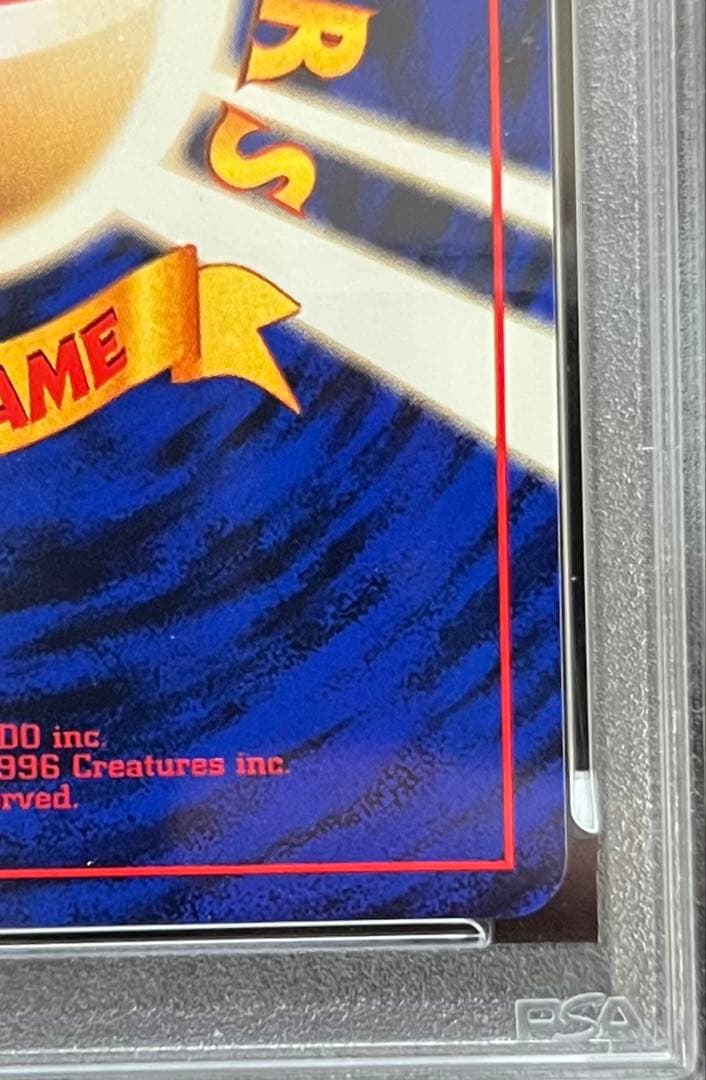 RS
AME
DO inc.
996 Creatures inc.
rved.
PSA